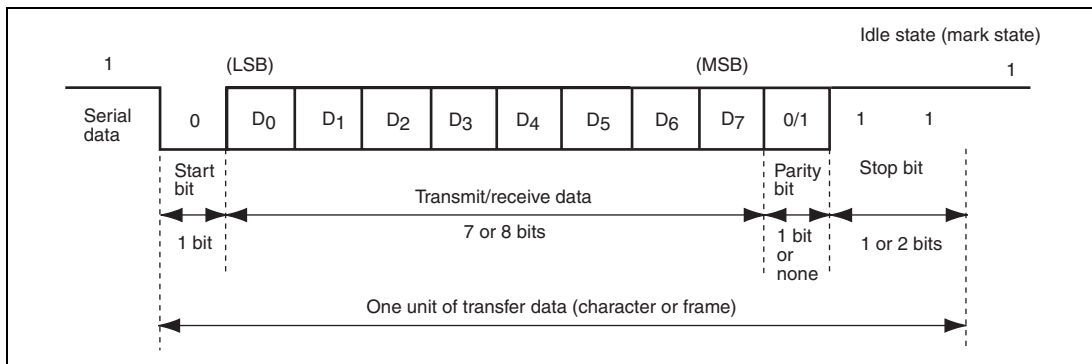 Idle state (mark state)
1 (LSB) (MSB) 1
Serial data
0 D0 D1 D2 D3 D4 D5 D6 D7 0/1 1 1
Start bit
Transmit/receive data
Parity bit
Stop bit
1 bit
7 or 8 bits
1 bit or none
1 or 2 bits
One unit of transfer data (character or frame)